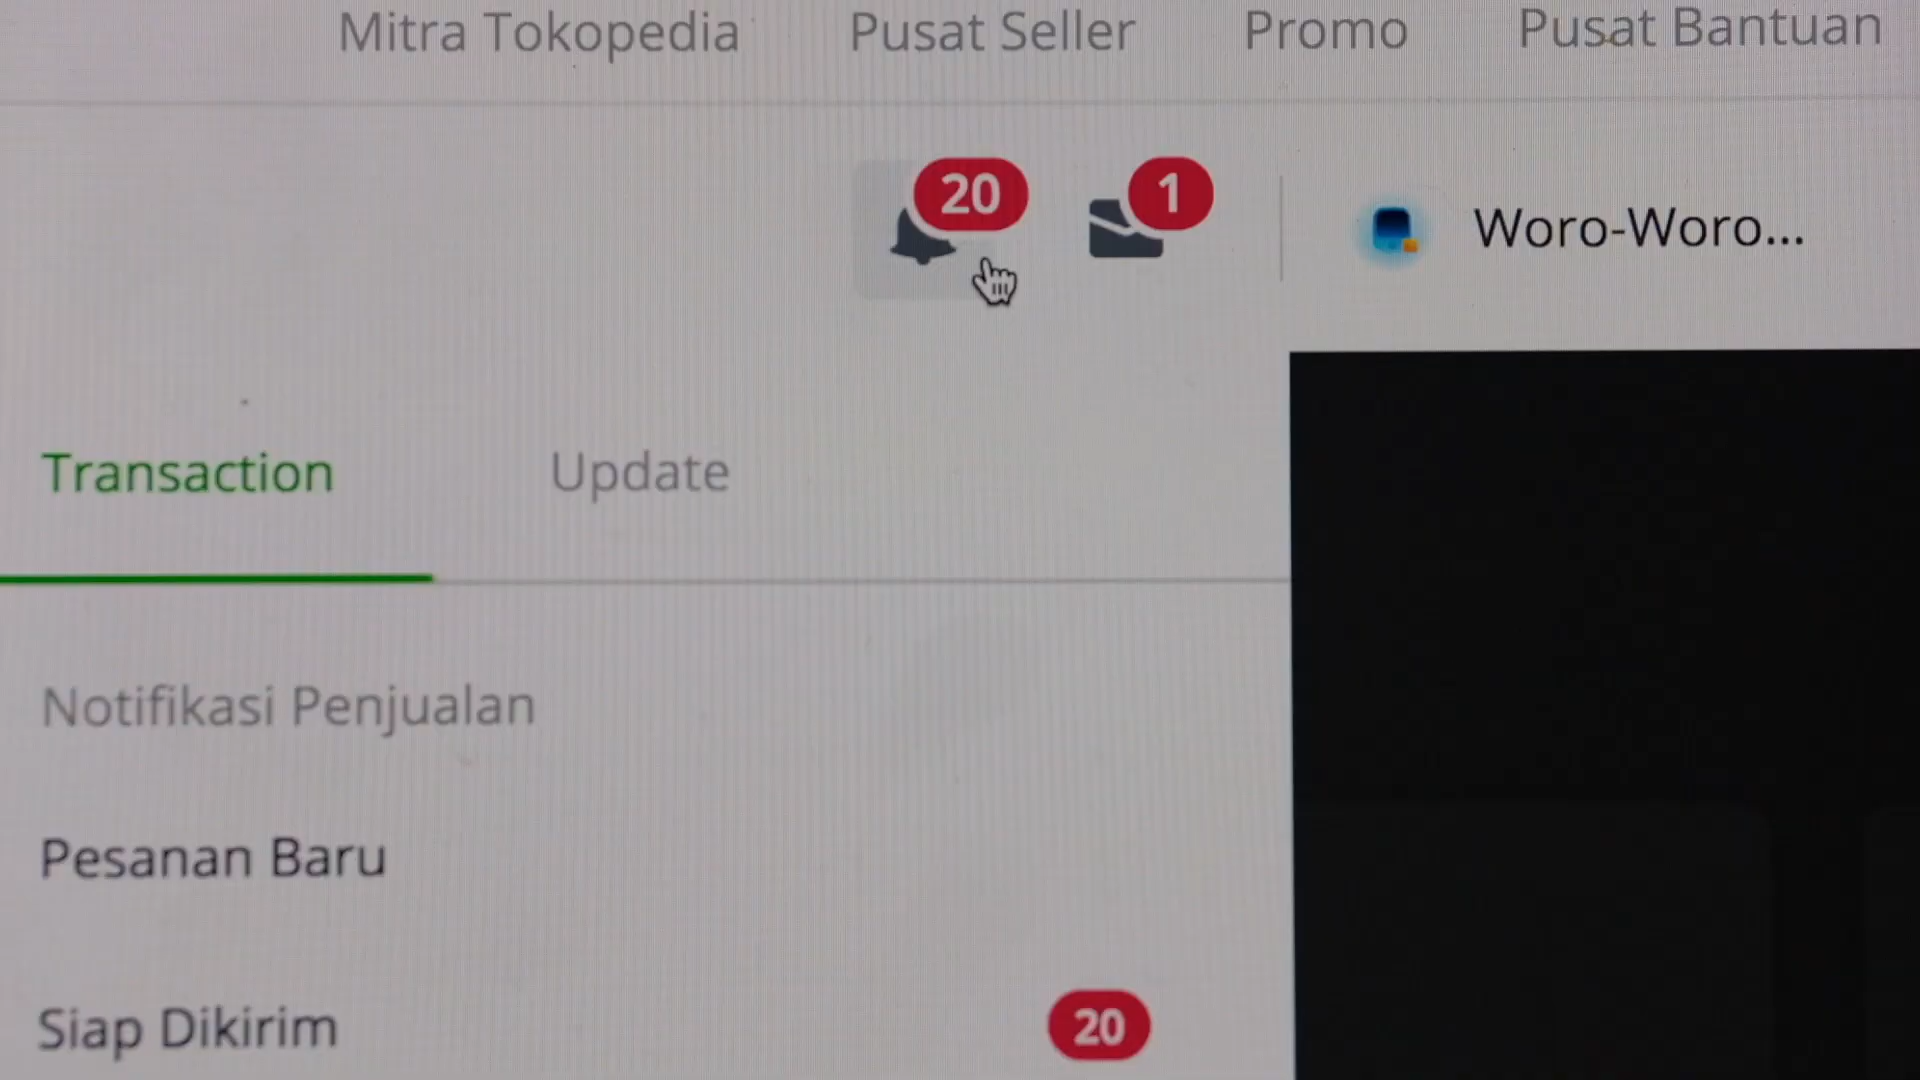 Mitra Tokopedia Pusat Seller Promo Pusat Bantuan
20 1 Woro-Woro...
Transaction Update
Notifikasi Penjualan
Pesanan Baru
Siap Dikirim 20